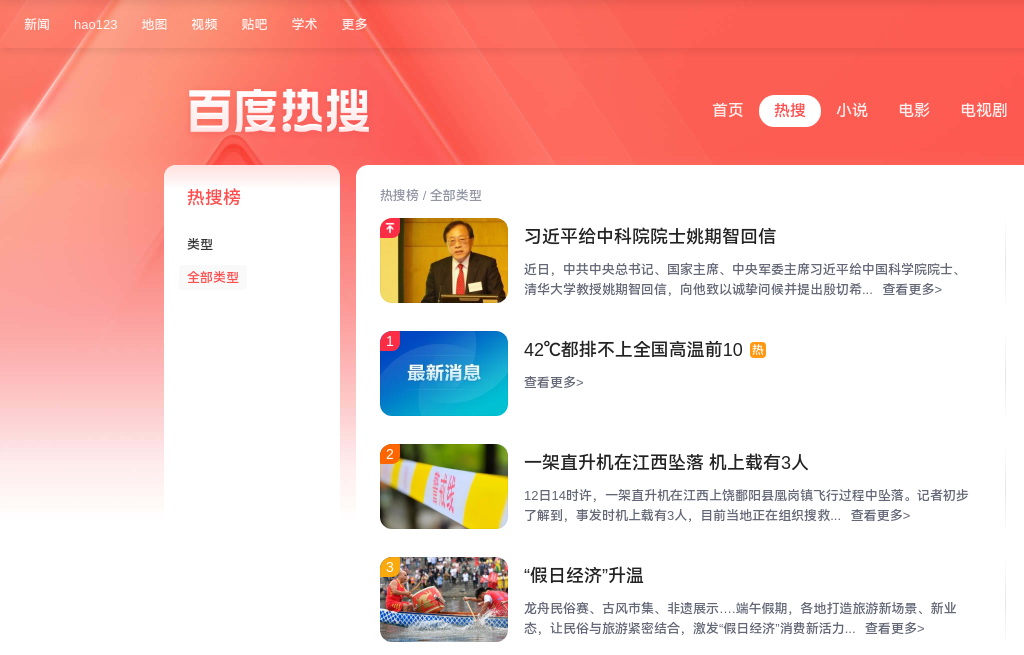 新闻 hao123 地图 视频 贴吧 学术 更多
百度热搜
首页 热搜 小说 电影 电视剧
热搜榜
类型
全部类型
热搜榜 / 全部类型
习近平给中科院院士姚期智回信
近日，中共中央总书记、国家主席、中央军委主席习近平给中国科学院院士、
清华大学教授姚期智回信，向他致以诚挚问候并提出殷切希... 查看更多>
1
最新消息
42℃都排不上全国高温前10 热
查看更多>
2
警戒线
一架直升机在江西坠落 机上载有3人
12日14时许，一架直升机在江西上饶鄱阳县凰岗镇飞行过程中坠落。记者初步
了解到，事发时机上载有3人，目前当地正在组织搜救... 查看更多>
3
“假日经济”升温
龙舟民俗赛、古风市集、非遗展示….端午假期，各地打造旅游新场景、新业
态，让民俗与旅游紧密结合，激发“假日经济”消费新活力... 查看更多>